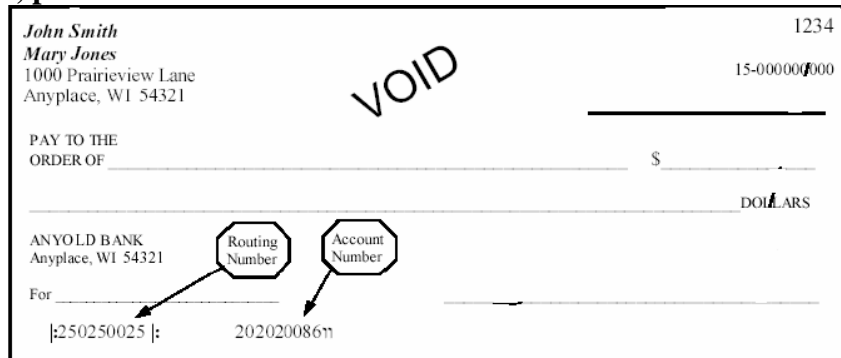 John Smith
1234
Mary Jones
1000 Prairieview Lane
Anyplace, WI 54321
VOID
15-000000/000
PAY TO THE
ORDER OF $
DOLLARS
ANYOLD BANK
Anyplace, WI 54321
Routing
Number
Account
Number
For
|:250250025 |: 202020086״